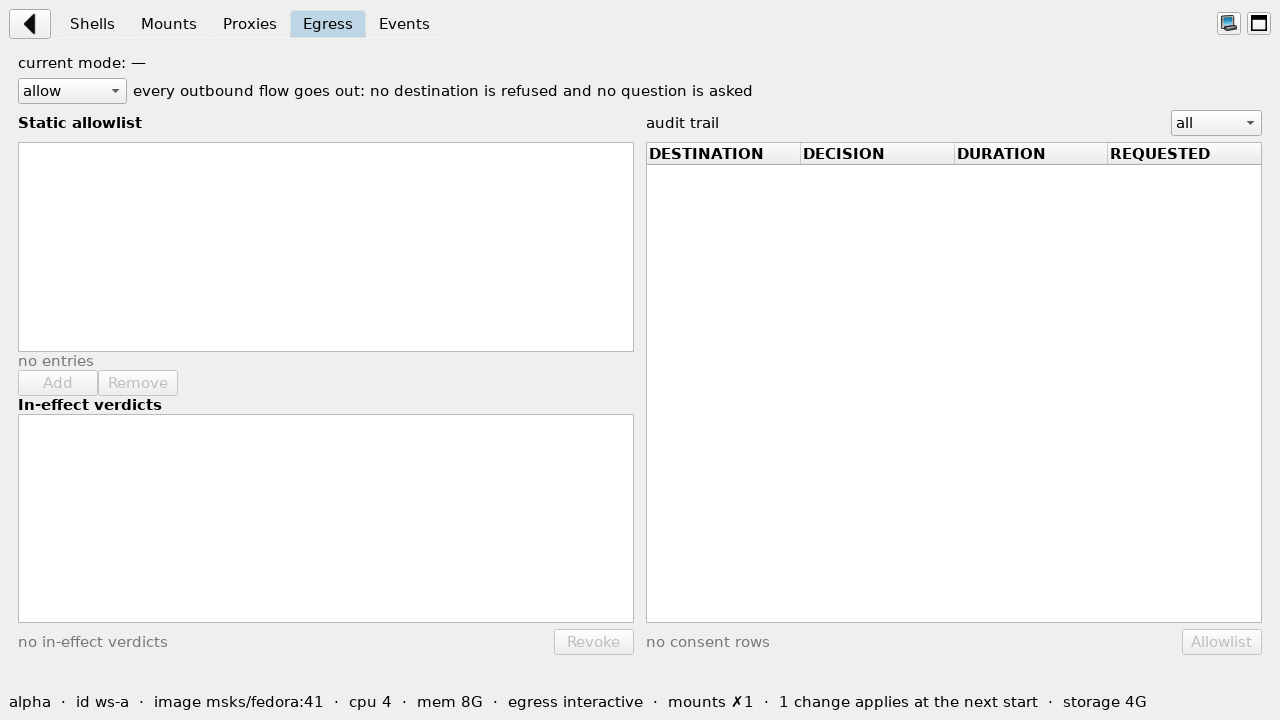 Shells Mounts Proxies Egress Events
current mode: —
allow every outbound flow goes out: no destination is refused and no question is asked
Static allowlist
no entries
Add Remove
In-effect verdicts
no in-effect verdicts Revoke
audit trail all
DESTINATION DECISION DURATION REQUESTED
no consent rows Allowlist
alpha · id ws-a · image msks/fedora:41 · cpu 4 · mem 8G · egress interactive · mounts ✗1 · 1 change applies at the next start · storage 4G